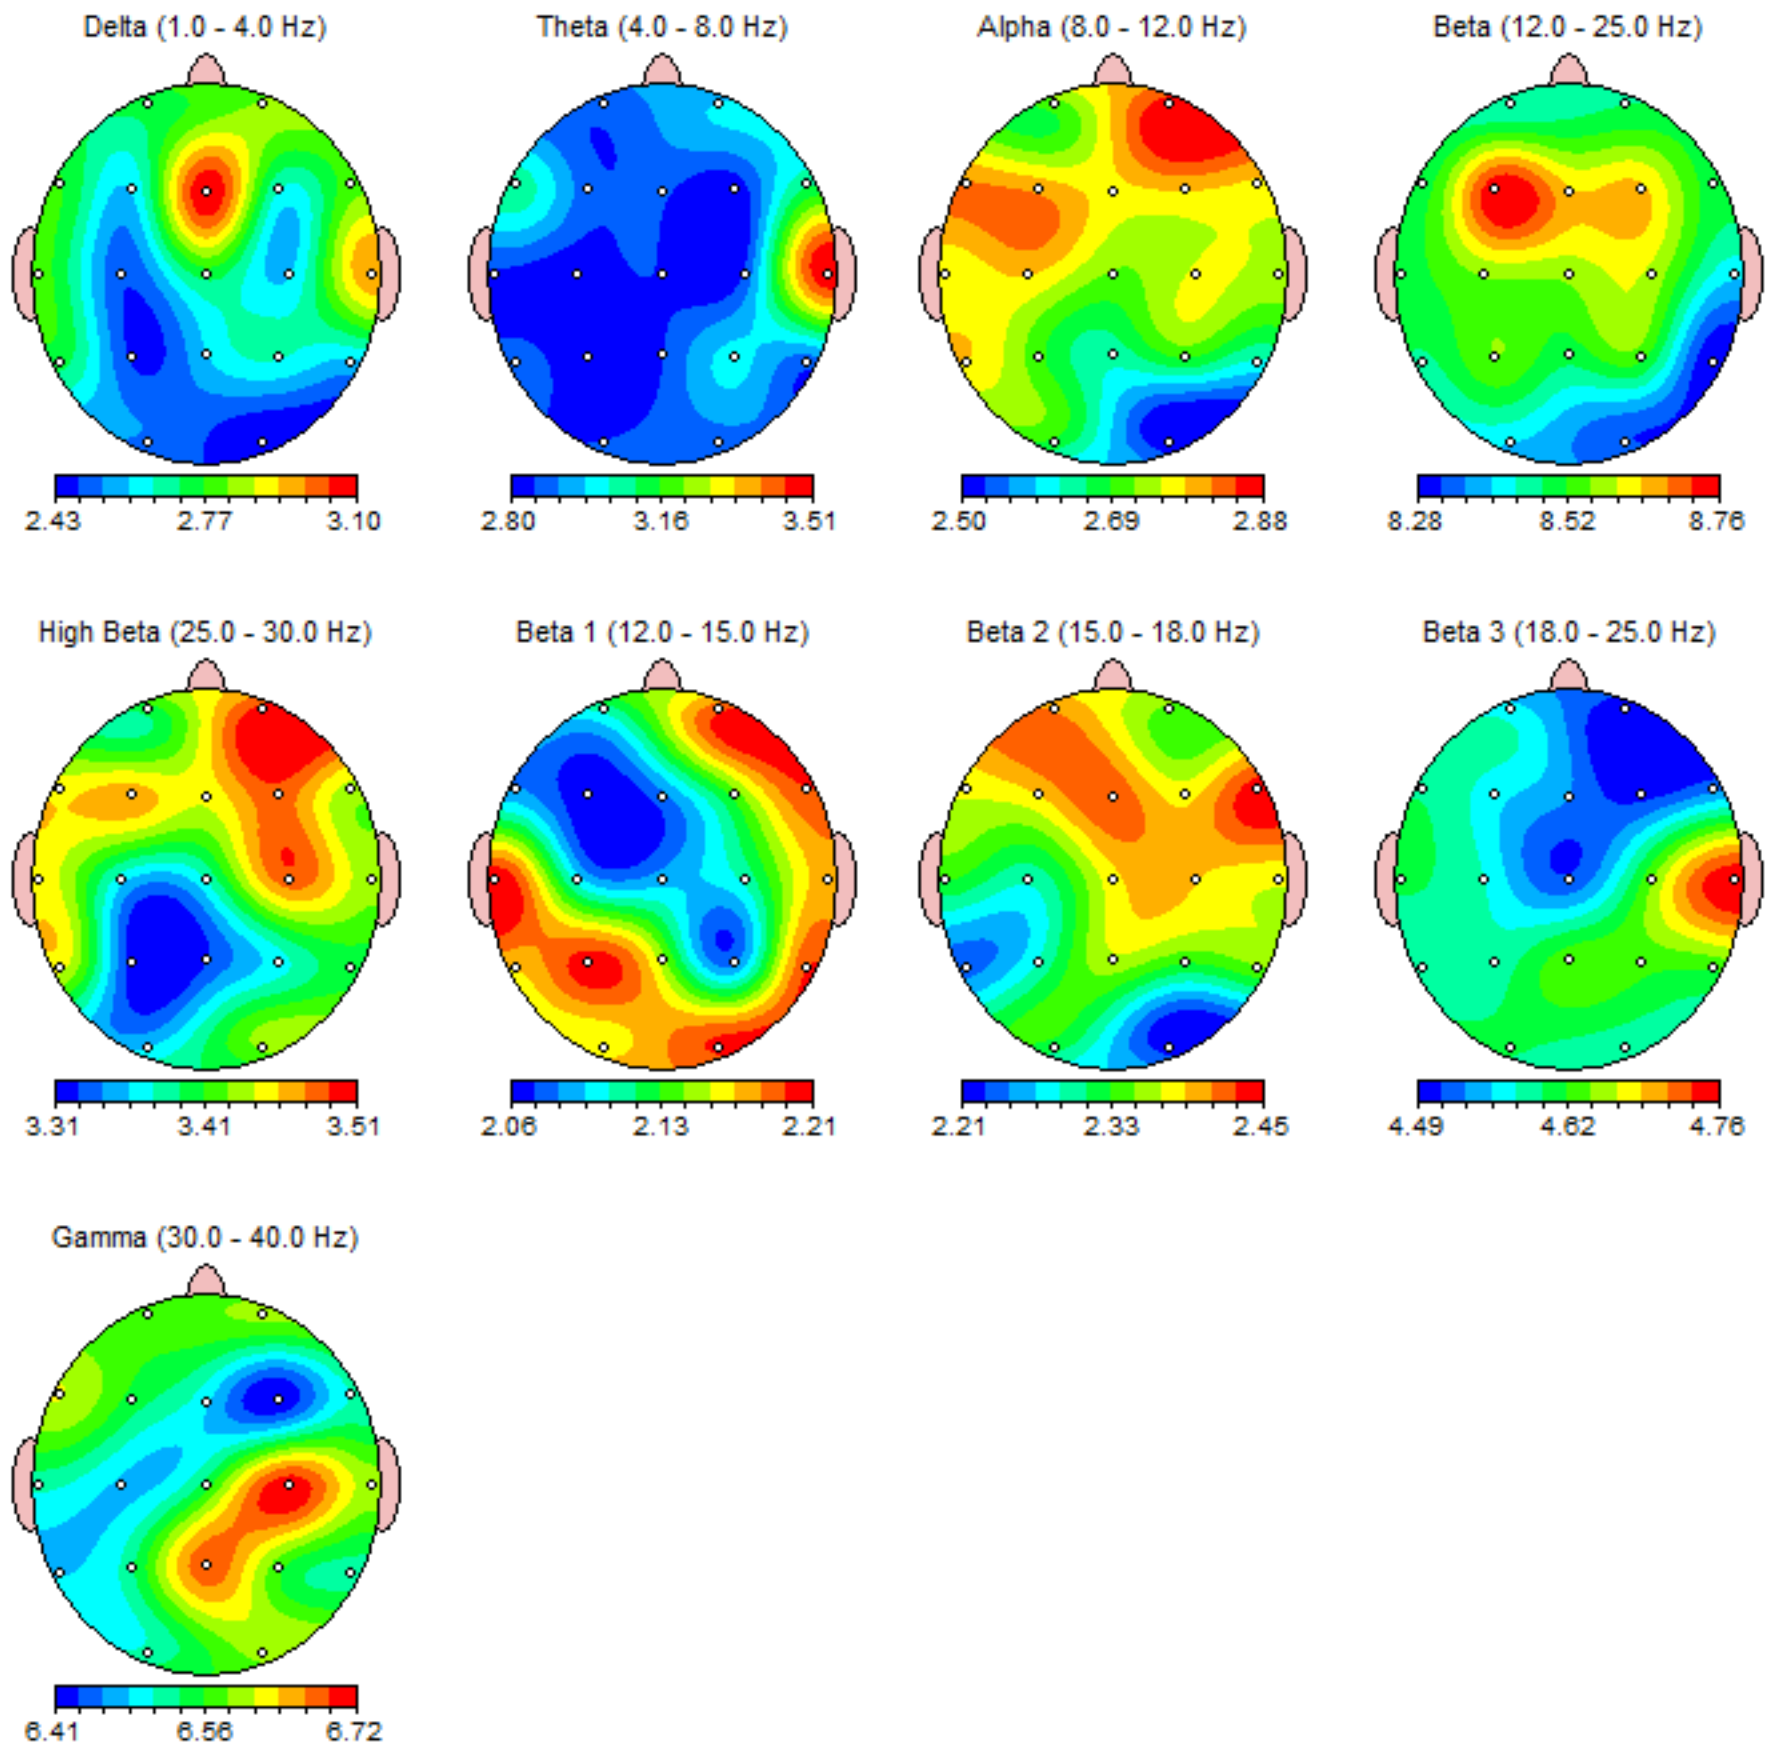 Delta (1.0 - 4.0 Hz)
Theta (4.0 - 8.0 Hz)
Alpha (8.0 - 12.0 Hz)
Beta (12.0 - 25.0 Hz)
2.43 2.77 3.10
2.80 3.16 3.51
2.50 2.69 2.88
8.28 8.52 8.76
High Beta (25.0 - 30.0 Hz)
Beta 1 (12.0 - 15.0 Hz)
Beta 2 (15.0 - 18.0 Hz)
Beta 3 (18.0 - 25.0 Hz)
3.31 3.41 3.51
2.06 2.13 2.21
2.21 2.33 2.45
4.49 4.62 4.76
Gamma (30.0 - 40.0 Hz)
6.41 6.56 6.72